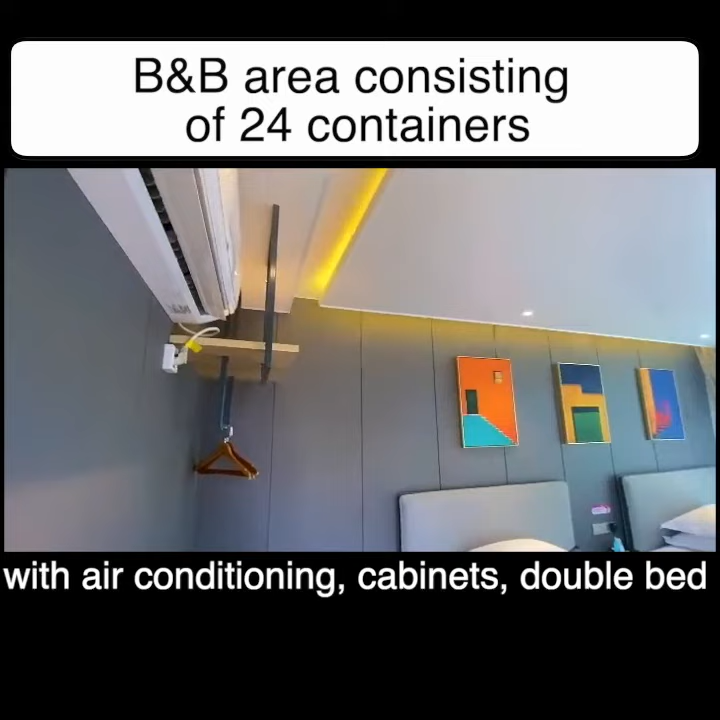 B&B area consisting
of 24 containers
with air conditioning, cabinets, double bed